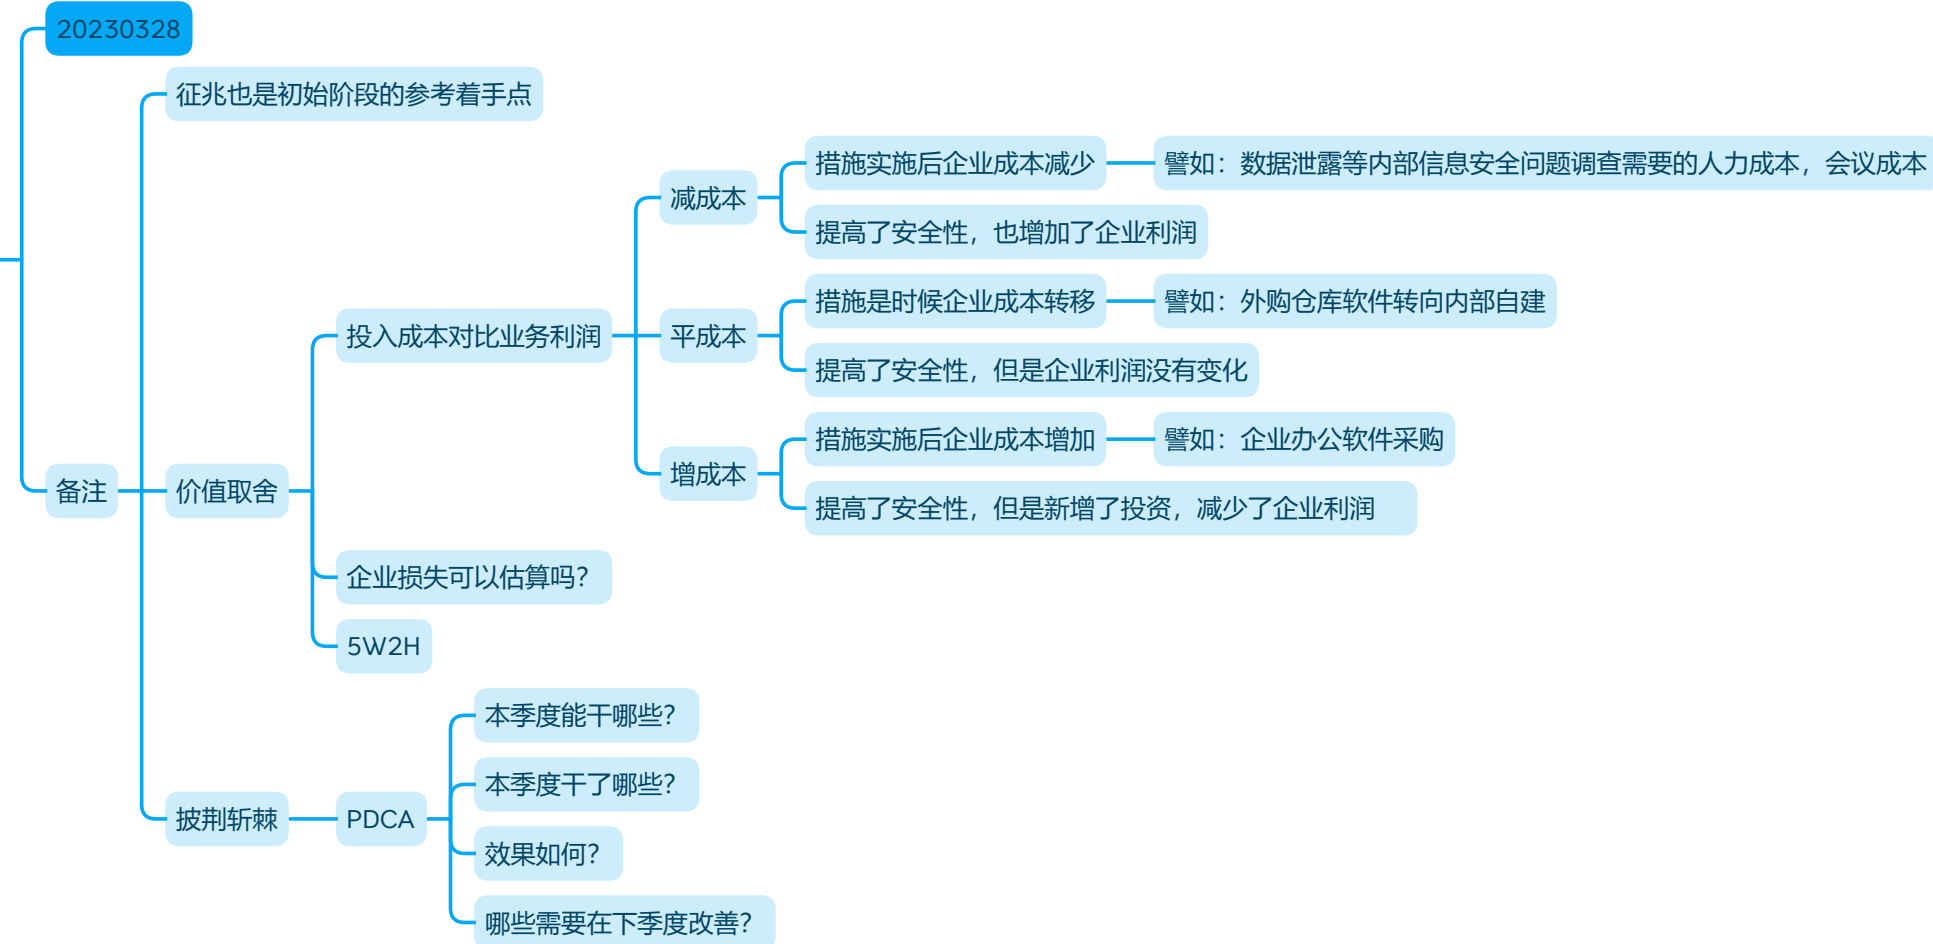 20230328
征兆也是初始阶段的参考着手点
措施实施后企业成本减少
譬如：数据泄露等内部信息安全问题调查需要的人力成本，会议成本
减成本
提高了安全性，也增加了企业利润
措施是时候企业成本转移
譬如：外购仓库软件转向内部自建
投入成本对比业务利润
平成本
提高了安全性，但是企业利润没有变化
措施实施后企业成本增加
譬如：企业办公软件采购
增成本
备注
价值取舍
提高了安全性，但是新增了投资，减少了企业利润
企业损失可以估算吗？
5W2H
本季度能干哪些？
本季度干了哪些？
披荆斩棘
PDCA
效果如何？
哪些需要在下季度改善？